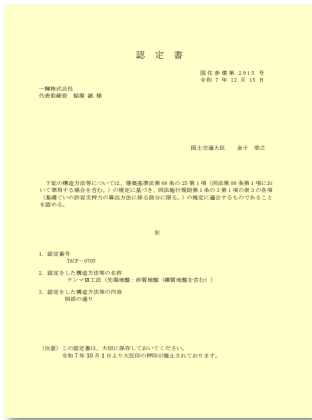 認 定 書
国住参建第 2915 号
令和 7 年 12 月 15 日
一輝株式会社
代表取締役 稲場 誠 様
国土交通大臣 金子 恭之
下記の構造方法等については、建築基準法第 68 条の 25 第 1 項（同法第 88 条第 1 項にお
いて準用する場合を含む。）の規定に基づき、同法施行規則第 1 条の 3 第 1 項の表 3 の各項
（基礎ぐいの許容支持力の算出方法に係る部分に限る。）の規定に適合するものであること
を認める。
記
1. 認定番号
TACP－0705
2. 認定をした構造方法等の名称
ケンマ翼工法（先端地盤：砂質地盤（礫質地盤を含む））
3. 認定をした構造方法等の内容
別添の通り
（注意）この認定書は、大切に保存しておいてください。
令和 7 年 10 月 1 日より大臣印の押印が廃止されております。